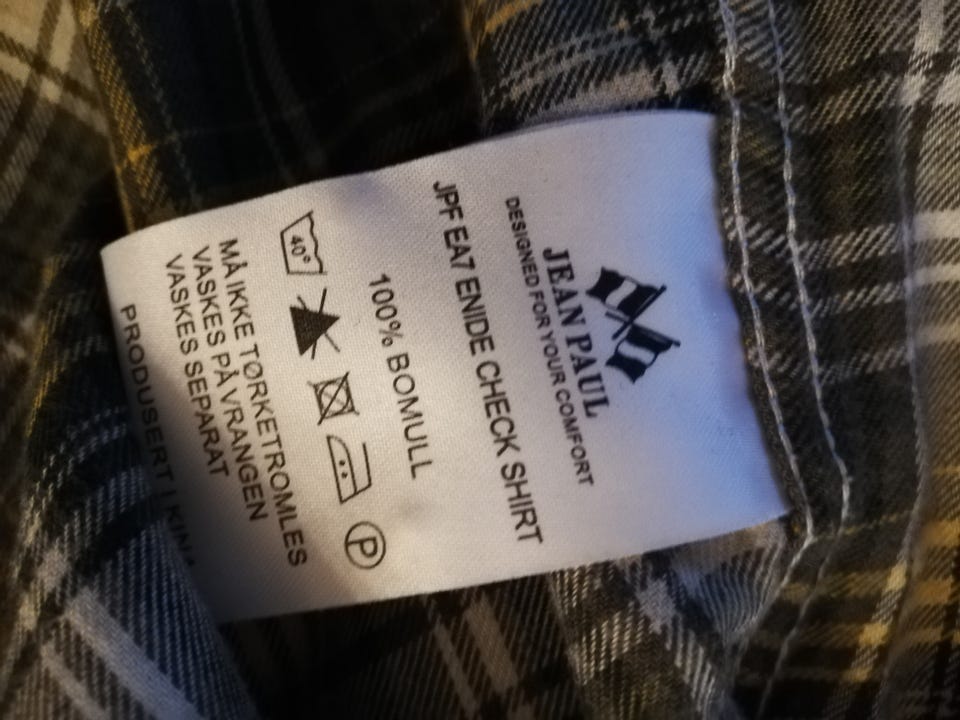 JEAN PAUL
DESIGNED FOR YOUR COMFORT
JPF EA7 ENIDE CHECK SHIRT
100% BOMULL
40° P
MÅ IKKE TØRKETROMLES
VASKES PÅ VRANGEN
VASKES SEPARAT
PRODUSERT I KINA